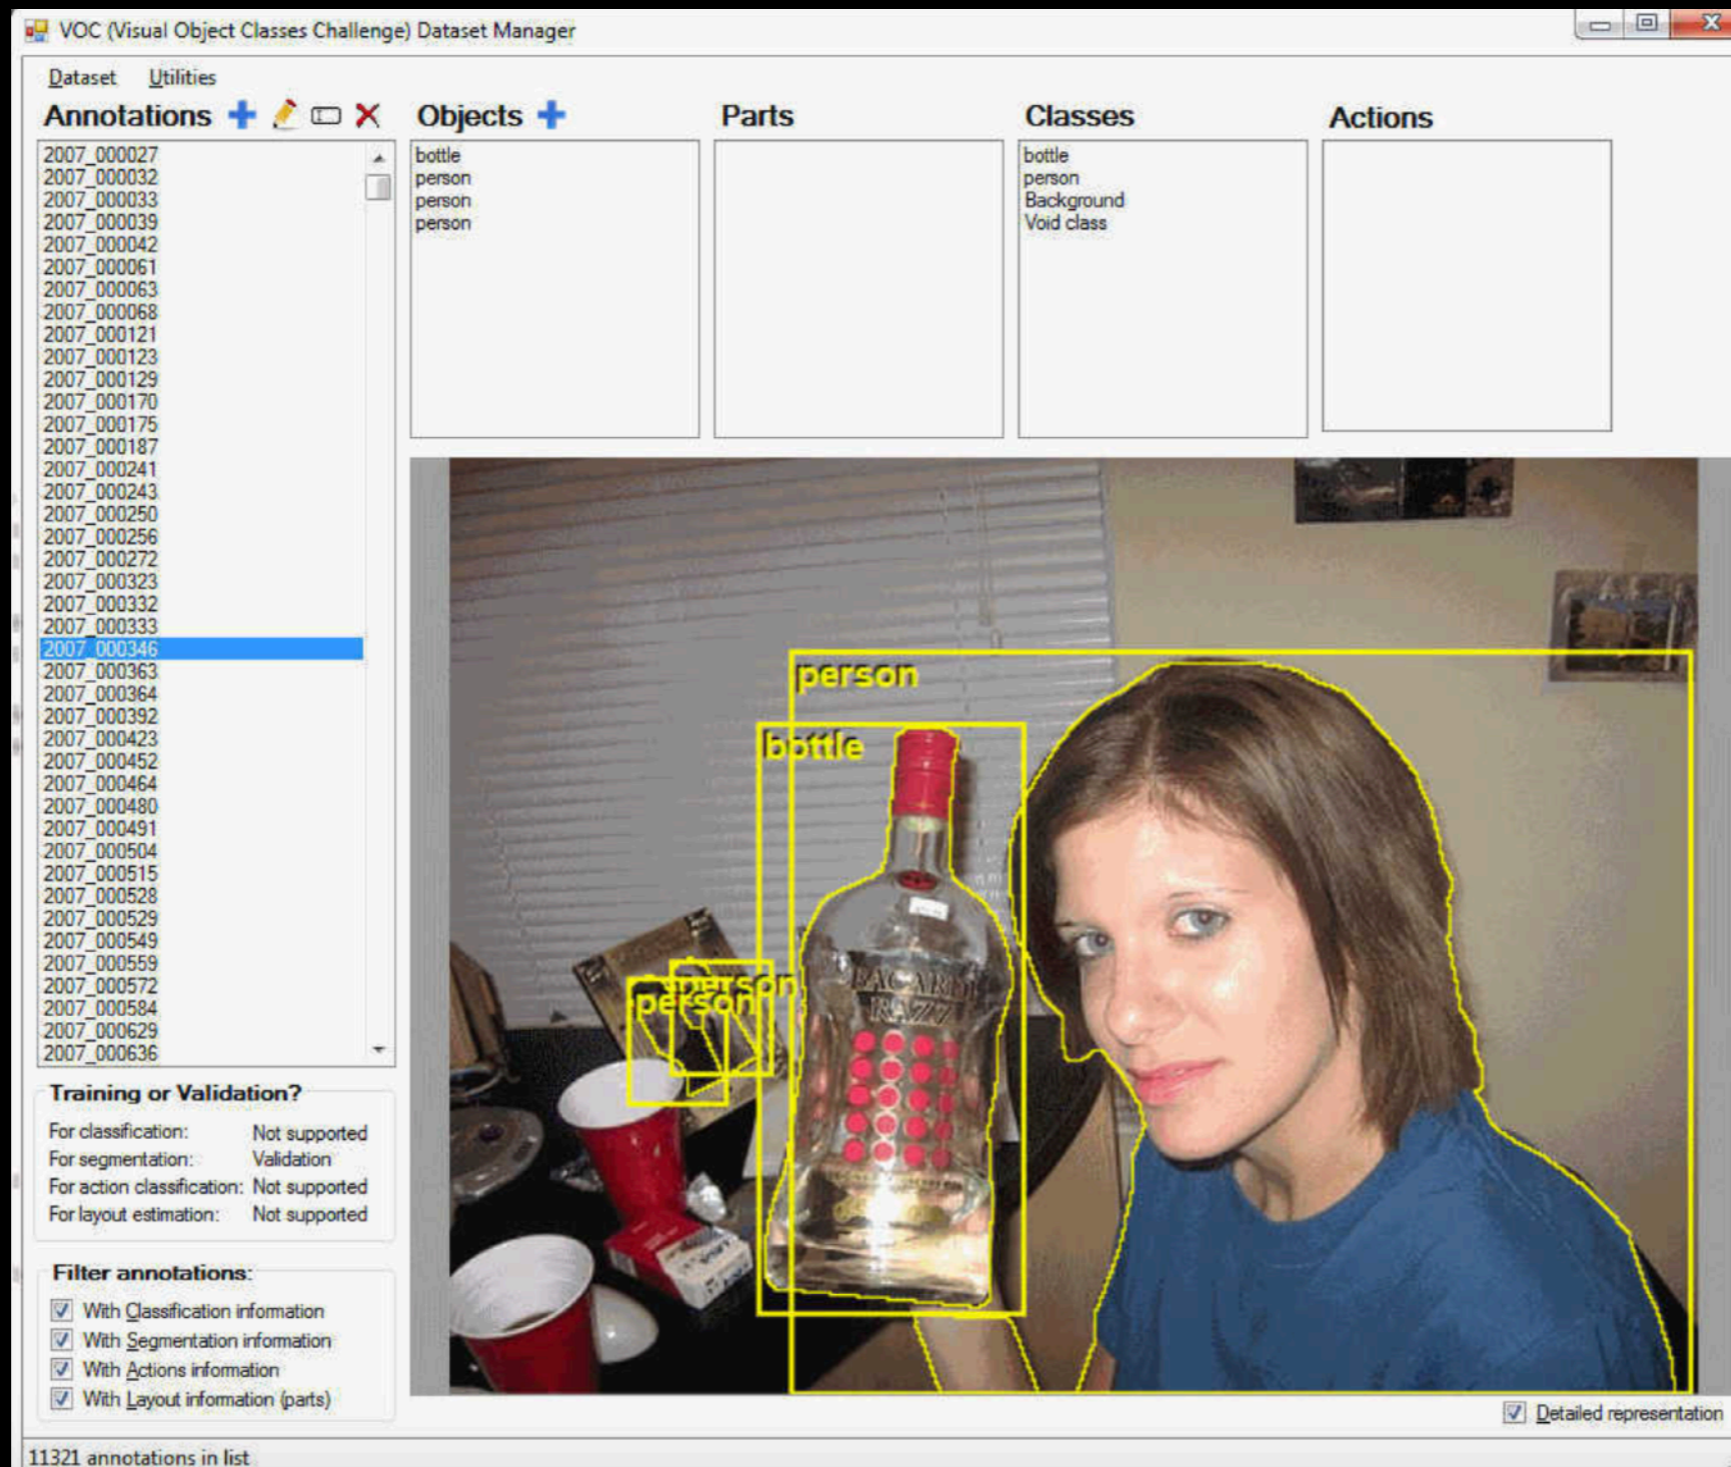 VOC (Visual Object Classes Challenge) Dataset Manager
Dataset Utilities
Annotations
Objects
Parts
Classes
Actions
2007_000027
2007_000032
2007_000033
2007_000039
2007_000042
2007_000061
2007_000063
2007_000068
2007_000121
2007_000123
2007_000129
2007_000170
2007_000175
2007_000187
2007_000241
2007_000243
2007_000250
2007_000256
2007_000272
2007_000323
2007_000332
2007_000333
2007_000346
2007_000363
2007_000364
2007_000392
2007_000423
2007_000452
2007_000464
2007_000480
2007_000491
2007_000504
2007_000515
2007_000528
2007_000529
2007_000549
2007_000559
2007_000572
2007_000584
2007_000629
2007_000636
bottle
person
person
person
bottle
person
Background
Void class
person
bottle
person
person
BACARDI
RAZZ
Training or Validation?
For classification: Not supported
For segmentation: Validation
For action classification: Not supported
For layout estimation: Not supported
Filter annotations:
With Classification information
With Segmentation information
With Actions information
With Layout information (parts)
Detailed representation
11321 annotations in list